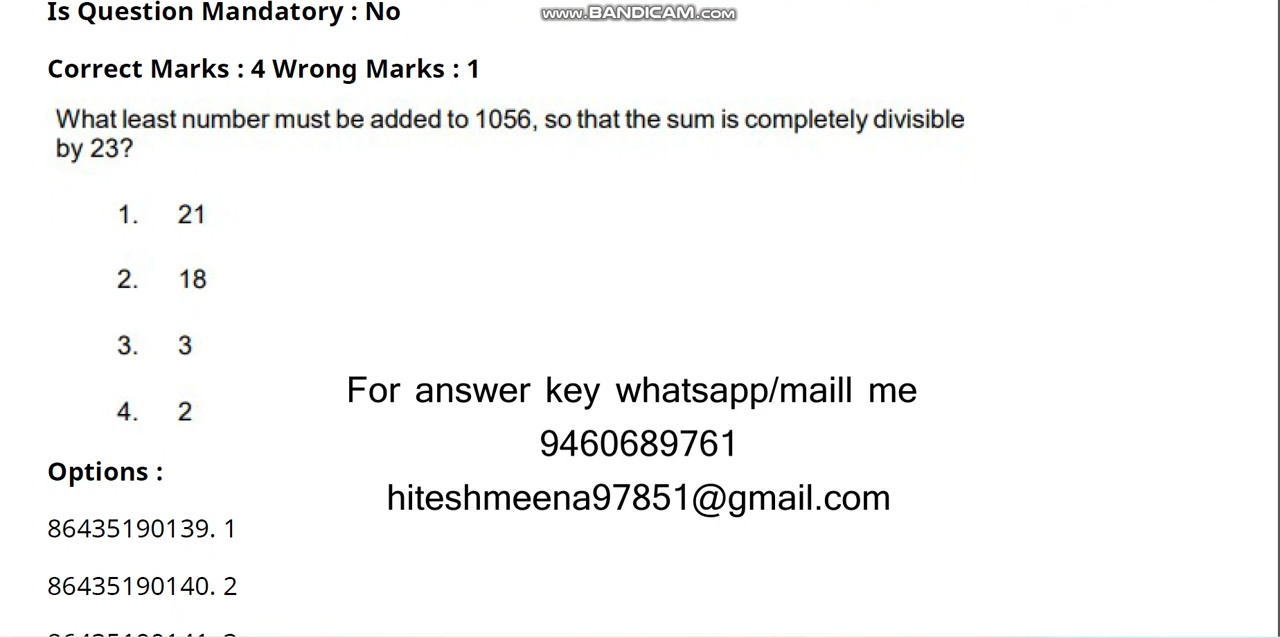 Is Question Mandatory : No
www.BANDICAM.com
Correct Marks : 4 Wrong Marks : 1
What least number must be added to 1056, so that the sum is completely divisible
by 23?
1. 21
2. 18
3. 3
4. 2
For answer key whatsapp/maill me
9460689761
hiteshmeena97851@gmail.com
Options :
86435190139. 1
86435190140. 2